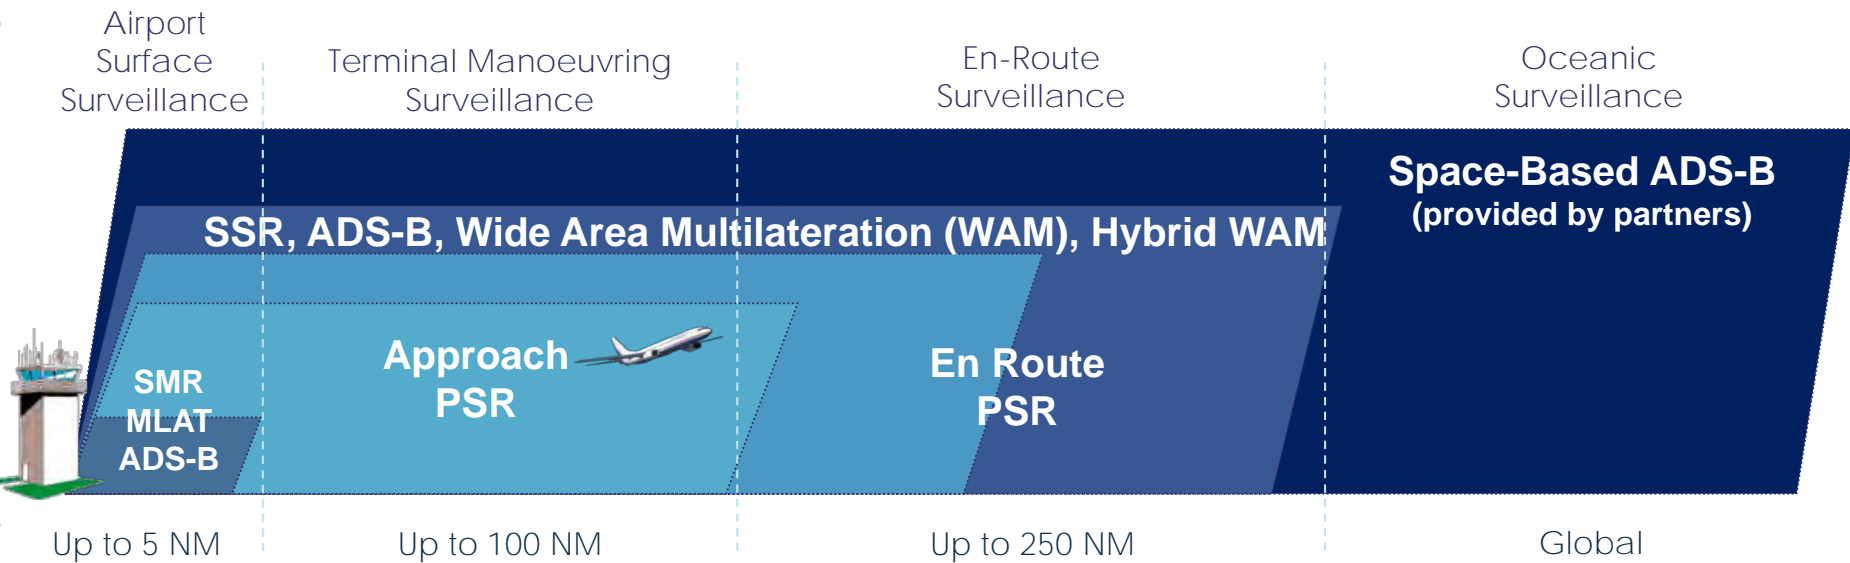 Airport
Surface
Surveillance
Terminal Manoeuvring
Surveillance
En-Route
Surveillance
Oceanic
Surveillance
Space-Based ADS-B
(provided by partners)
SSR, ADS-B, Wide Area Multilateration (WAM), Hybrid WAM
Approach
PSR
En Route
PSR
SMR
MLAT
ADS-B
Up to 5 NM
Up to 100 NM
Up to 250 NM
Global